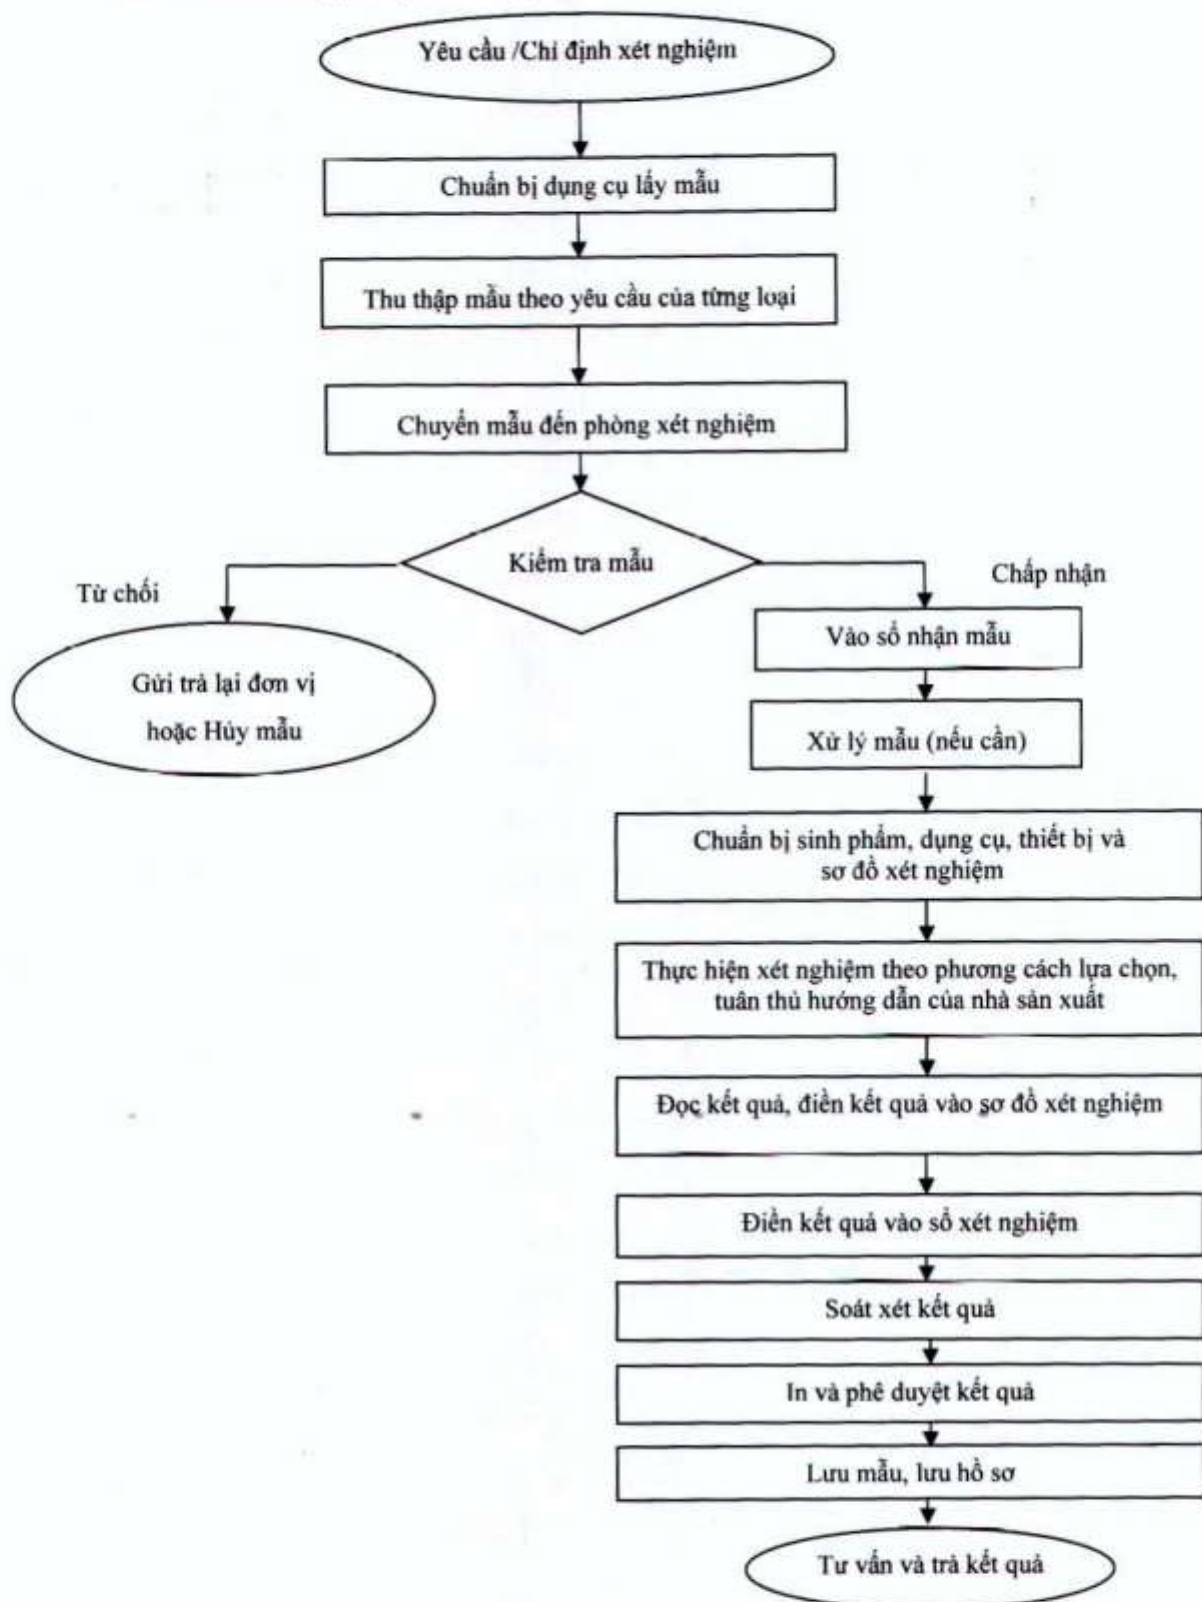 Yêu cầu /Chỉ định xét nghiệm
Chuẩn bị dụng cụ lấy mẫu
Thu thập mẫu theo yêu cầu của từng loại
Chuyển mẫu đến phòng xét nghiệm
Kiểm tra mẫu
Từ chối
Chấp nhận
Gửi trả lại đơn vị
hoặc Hủy mẫu
Vào sổ nhận mẫu
Xử lý mẫu (nếu cần)
Chuẩn bị sinh phẩm, dụng cụ, thiết bị và
sơ đồ xét nghiệm
Thực hiện xét nghiệm theo phương cách lựa chọn,
tuân thủ hướng dẫn của nhà sản xuất
Đọc kết quả, điền kết quả vào sơ đồ xét nghiệm
Điền kết quả vào sổ xét nghiệm
Soát xét kết quả
In và phê duyệt kết quả
Lưu mẫu, lưu hồ sơ
Tư vấn và trả kết quả